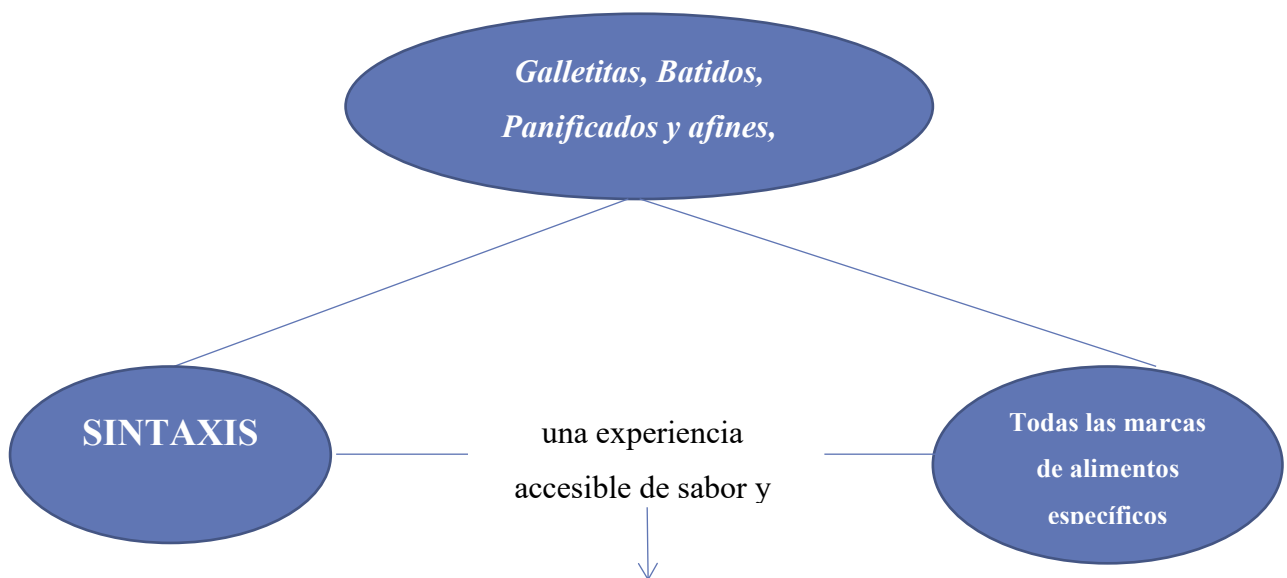 Galletitas, Batidos,
Panificados y afines,
SINTAXIS
una experiencia
accesible de sabor y
Todas las marcas
de alimentos
específicos